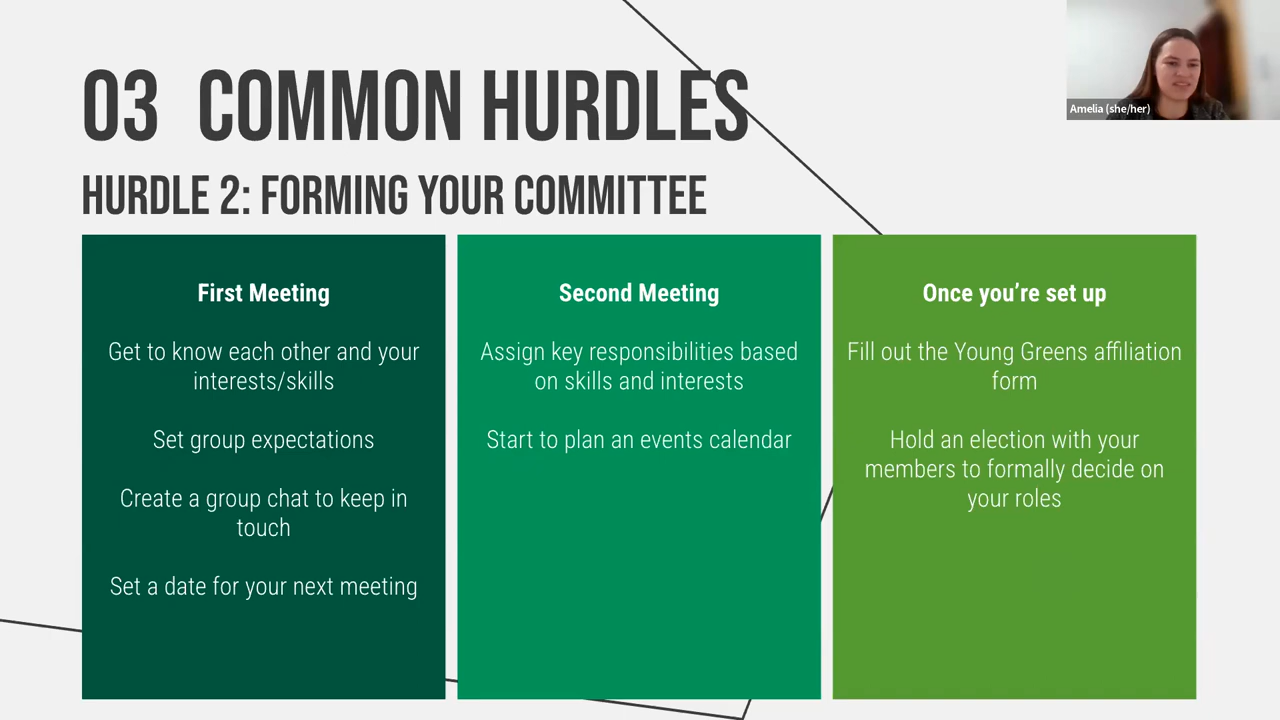 03 COMMON HURDLES
Amelia (she/her)
HURDLE 2: FORMING YOUR COMMITTEE
First Meeting
Get to know each other and your
interests/skills
Set group expectations
Create a group chat to keep in
touch
Set a date for your next meeting
Second Meeting
Assign key responsibilities based
on skills and interests
Start to plan an events calendar
Once you’re set up
Fill out the Young Greens affiliation
form
Hold an election with your
members to formally decide on
your roles